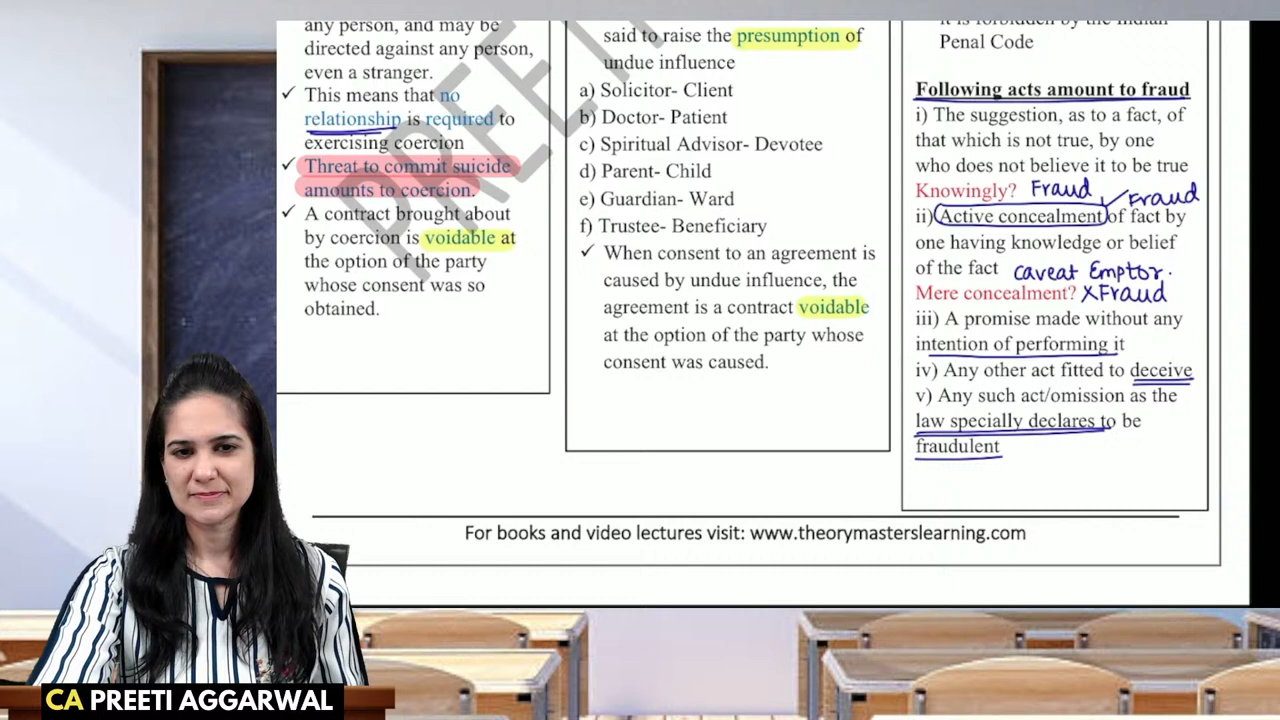 any person, and may be
directed against any person,
even a stranger.
✓ This means that no
relationship is required to
exercising coercion
✓ Threat to commit suicide
amounts to coercion.
✓ A contract brought about
by coercion is voidable at
the option of the party
whose consent was so
obtained.
said to raise the presumption of
undue influence
a) Solicitor- Client
b) Doctor- Patient
c) Spiritual Advisor- Devotee
d) Parent- Child
e) Guardian- Ward
f) Trustee- Beneficiary
✓ When consent to an agreement is
caused by undue influence, the
agreement is a contract voidable
at the option of the party whose
consent was caused.
it is forbidden by the Indian
Penal Code
Following acts amount to fraud
i) The suggestion, as to a fact, of
that which is not true, by one
who does not believe it to be true
Knowingly? Fraud
Fraud
ii) Active concealment of fact by
one having knowledge or belief
of the fact caveat Emptor.
Mere concealment? XFraud
iii) A promise made without any
intention of performing it
iv) Any other act fitted to deceive
v) Any such act/omission as the
law specially declares to be
fraudulent
PREETI
For books and video lectures visit: www.theorymasterslearning.com
CA PREETI AGGARWAL